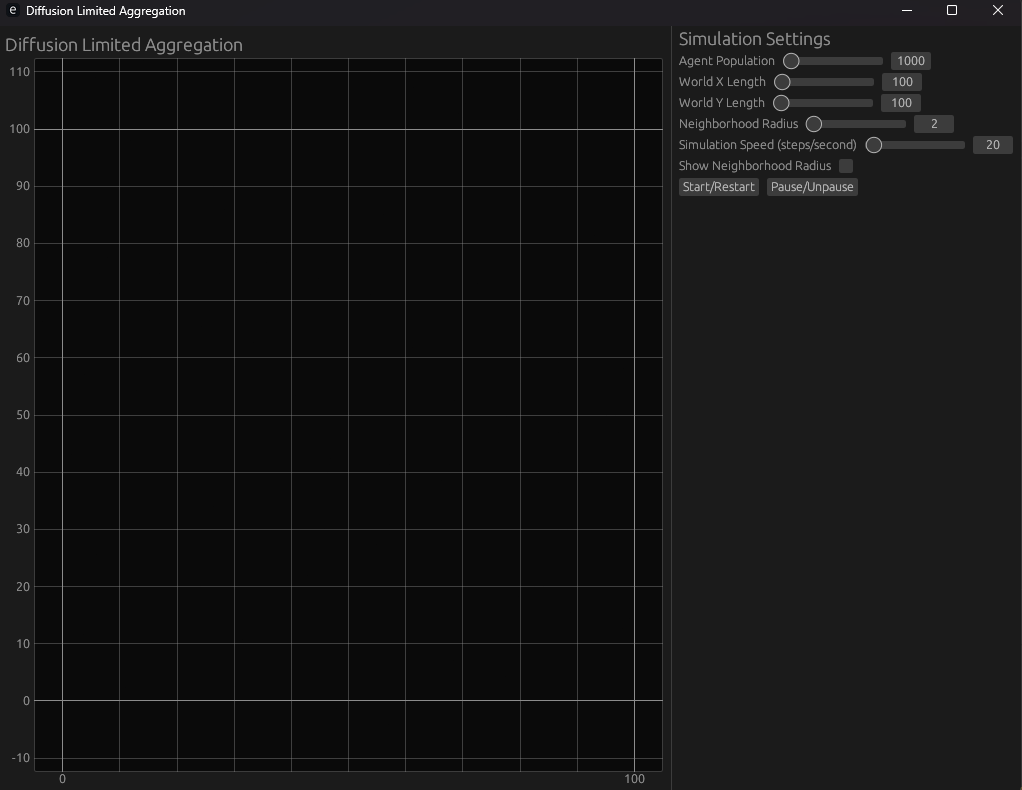 e Diffusion Limited Aggregation
Diffusion Limited Aggregation
110
100
90
80
70
60
50
40
30
20
10
0
-10
0 100
Simulation Settings
Agent Population 1000
World X Length 100
World Y Length 100
Neighborhood Radius 2
Simulation Speed (steps/second) 20
Show Neighborhood Radius
Start/Restart Pause/Unpause